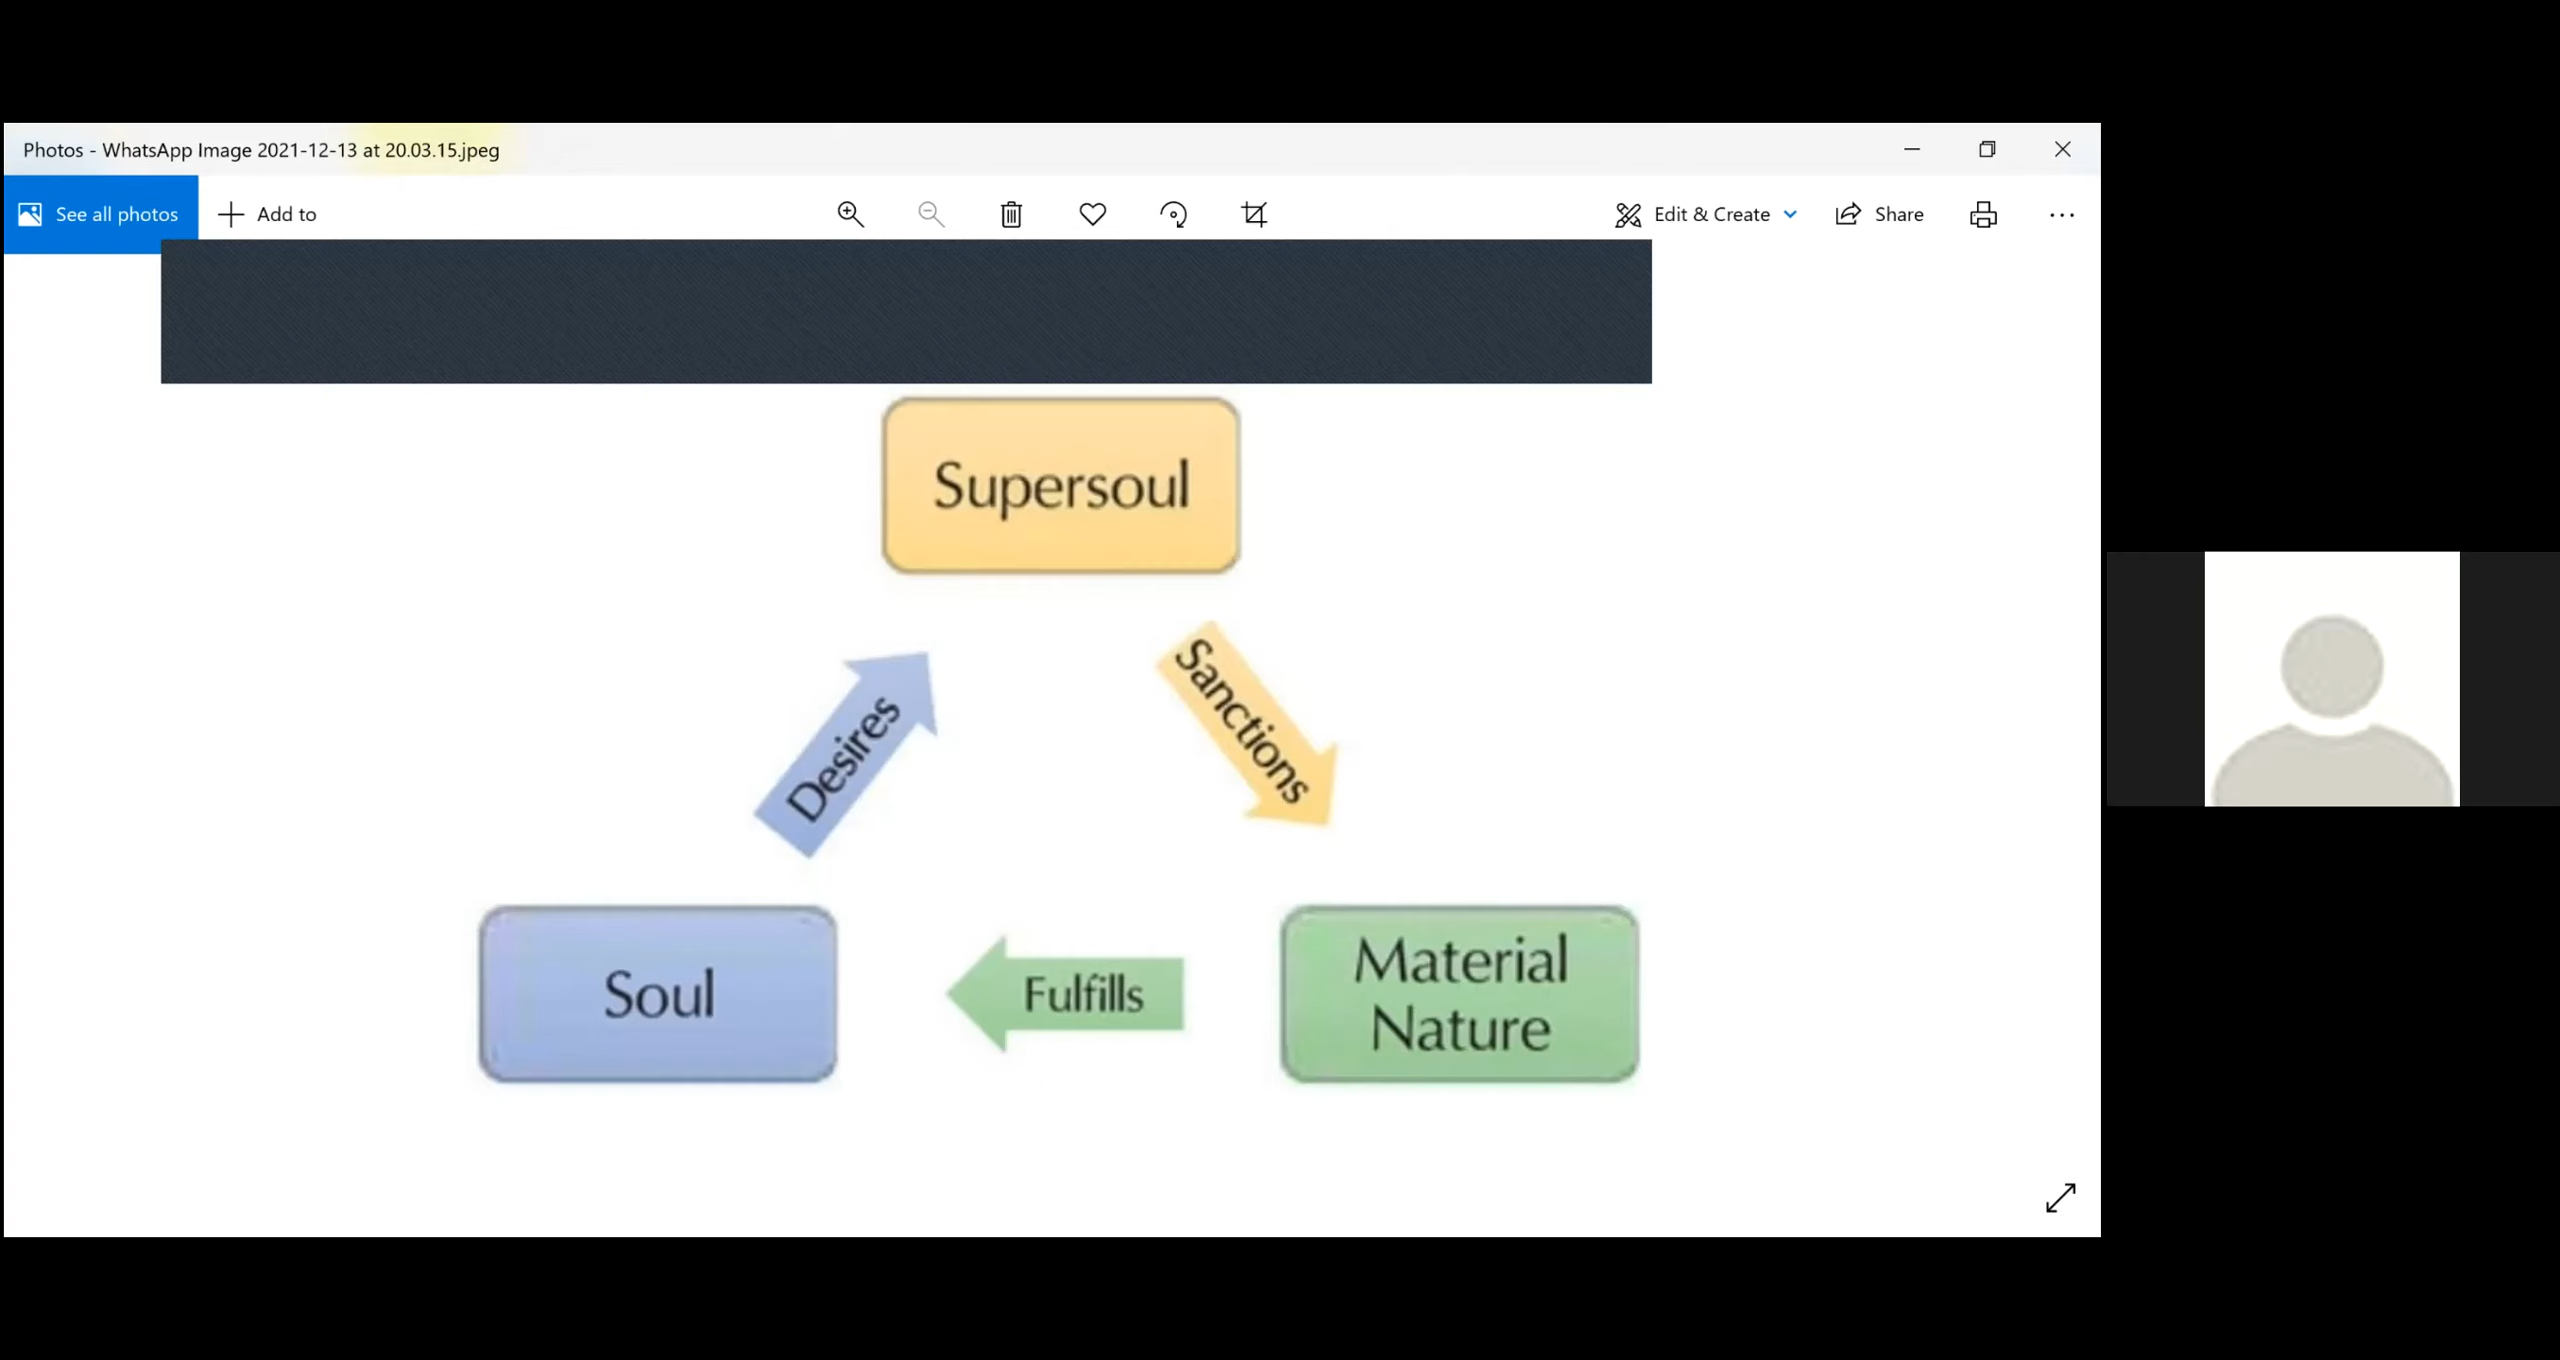 Photos - WhatsApp Image 2021-12-13 at 20.03.15.jpeg
See all photos
Add to
Edit & Create
Share
Supersoul
Desires
Sanctions
Soul
Fulfills
Material
Nature